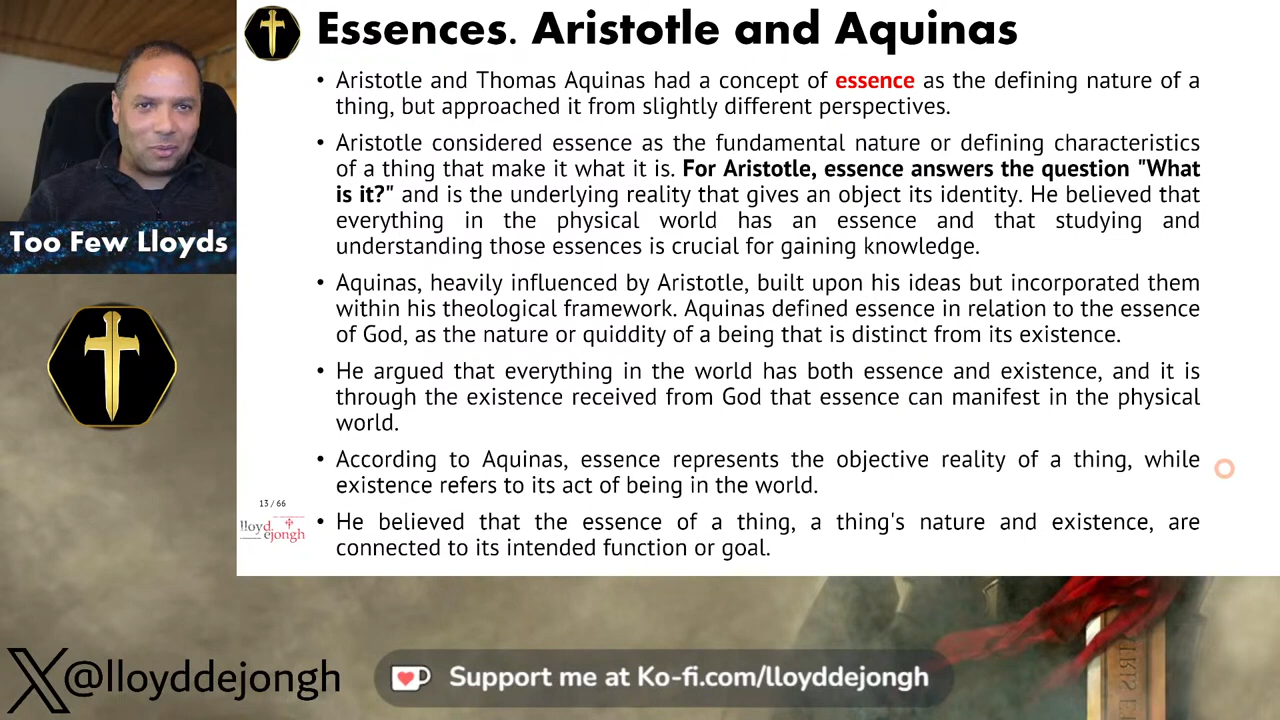 Essences. Aristotle and Aquinas
• Aristotle and Thomas Aquinas had a concept of essence as the defining nature of a
thing, but approached it from slightly different perspectives.
• Aristotle considered essence as the fundamental nature or defining characteristics
of a thing that make it what it is. For Aristotle, essence answers the question "What
is it?" and is the underlying reality that gives an object its identity. He believed that
everything in the physical world has an essence and that studying and
understanding those essences is crucial for gaining knowledge.
• Aquinas, heavily influenced by Aristotle, built upon his ideas but incorporated them
within his theological framework. Aquinas defined essence in relation to the essence
of God, as the nature or quiddity of a being that is distinct from its existence.
• He argued that everything in the world has both essence and existence, and it is
through the existence received from God that essence can manifest in the physical
world.
• According to Aquinas, essence represents the objective reality of a thing, while
existence refers to its act of being in the world.
• He believed that the essence of a thing, a thing's nature and existence, are
connected to its intended function or goal.
Too Few Lloyds
13 / 66
lloyd.
ejongh
X@lloyddejongh
Support me at Ko-fi.com/lloyddejongh